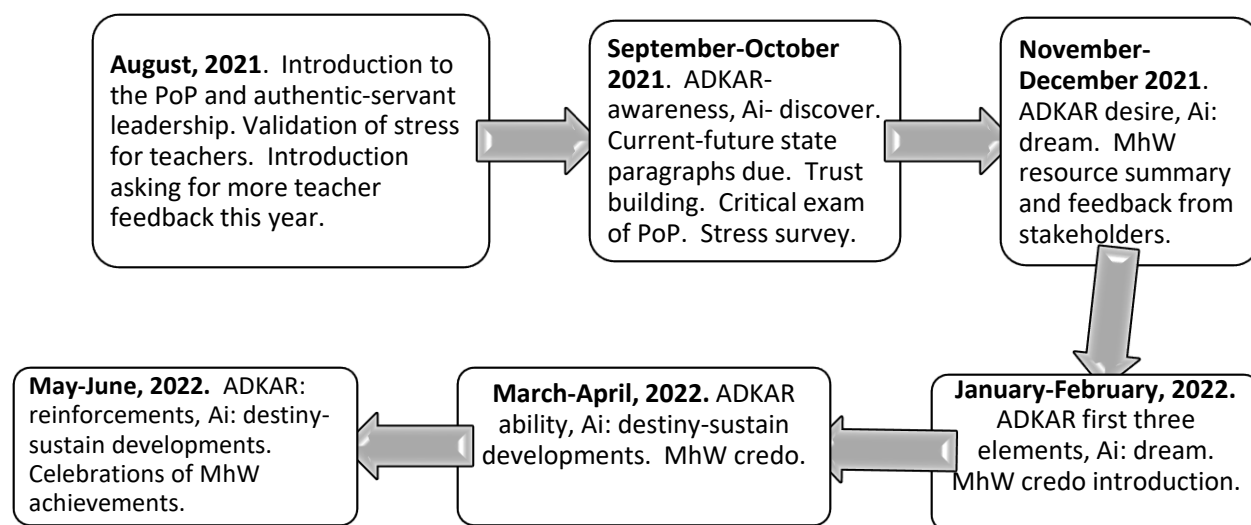 August, 2021. Introduction to
the PoP and authentic-servant
leadership. Validation of stress
for teachers. Introduction
asking for more teacher
feedback this year.
September-October
2021. ADKAR-
awareness, Ai- discover.
Current-future state
paragraphs due. Trust
building. Critical exam
of PoP. Stress survey.
November-
December 2021.
ADKAR desire, Ai:
dream. MhW
resource summary
and feedback from
stakeholders.
January-February, 2022.
ADKAR first three
elements, Ai: dream.
MhW credo introduction.
March-April, 2022. ADKAR
ability, Ai: destiny-sustain
developments. MhW credo.
May-June, 2022. ADKAR:
reinforcements, Ai: destiny-
sustain developments.
Celebrations of MhW
achievements.